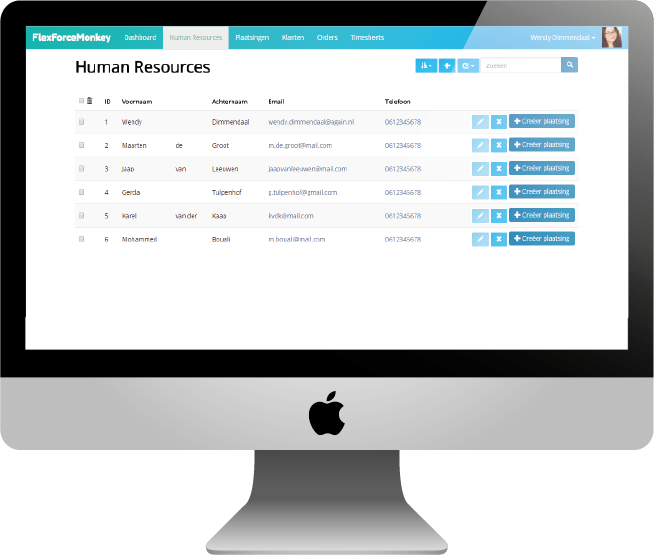 FlexForceMonkey Dashboard Human Resources Plaatsingen Klanten Orders Timesheets Wendy Dimmendaal
Human Resources
Zoeken
ID Voornaam Achternaam Email Telefoon
1 Wendy Dimmendaal wendy.dimmendaal@again.nl 0612345678 Creëer plaatsing
2 Maarten de Groot m.de.groot@mail.com 0612345678 Creëer plaatsing
3 Jaap van Leeuwen jaapvanleeuwen@mail.com 0612345678 Creëer plaatsing
4 Gerda Tulpenhof g.tulpenhof@gmail.com 0612345678 Creëer plaatsing
5 Karel van der Kaap kvdk@mail.com 0612345678 Creëer plaatsing
6 Mohammed Bouali m.bouali@mail.com 0612345678 Creëer plaatsing